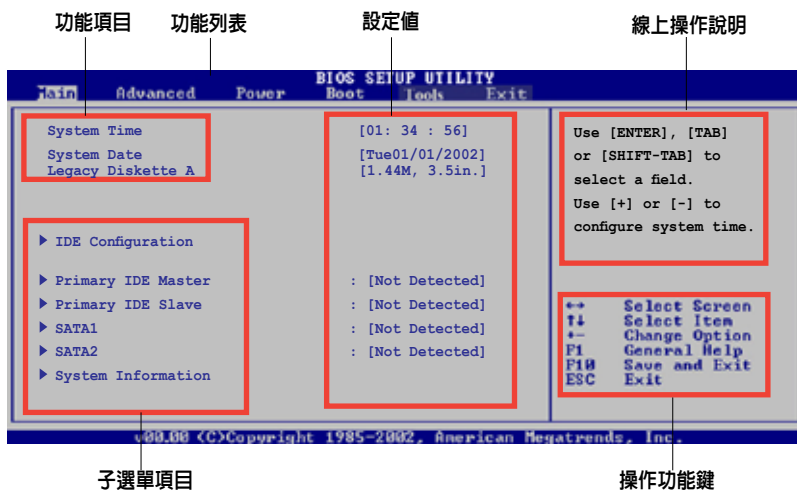 功能項目 功能列表 設定值 線上操作說明
BIOS SETUP UTILITY
Main Advanced Power Boot Tools Exit
System Time [01: 34 : 56]
System Date [Tue01/01/2002]
Legacy Diskette A [1.44M, 3.5in.]
IDE Configuration
Primary IDE Master : [Not Detected]
Primary IDE Slave : [Not Detected]
SATA1 : [Not Detected]
SATA2 : [Not Detected]
System Information
Use [ENTER], [TAB]
or [SHIFT-TAB] to
select a field.
Use [+] or [-] to
configure system time.
↔ Select Screen
↑↓ Select Item
+- Change Option
F1 General Help
F10 Save and Exit
ESC Exit
v00.00 (C)Copyright 1985-2002, American Megatrends, Inc.
子選單項目 操作功能鍵